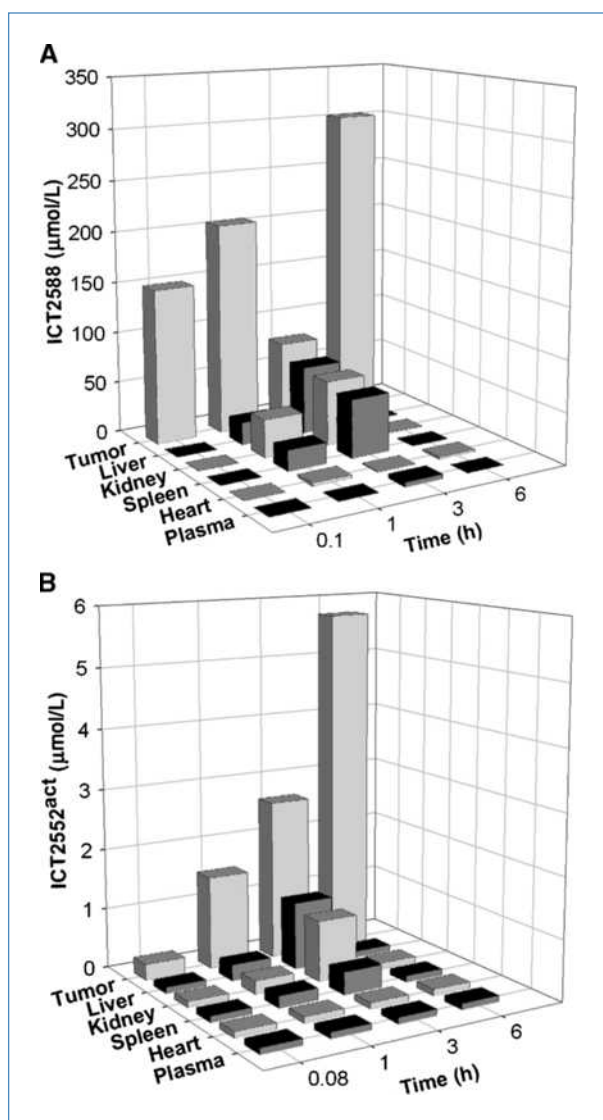 A
350
300
250
200
150
100
50
0
ICT2588 (μmol/L)
Tumor
Liver
Kidney
Spleen
Heart
Plasma
0.1
1
3
6
Time (h)
B
6
5
4
3
2
1
0
ICT2552act (μmol/L)
Tumor
Liver
Kidney
Spleen
Heart
Plasma
0.08
1
3
6
Time (h)